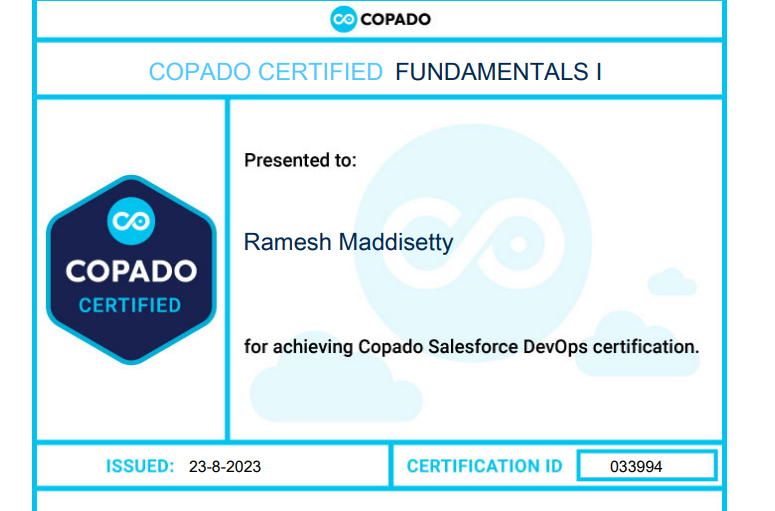 COPADO
COPADO CERTIFIED FUNDAMENTALS I
Presented to:
Ramesh Maddisetty
COPADO
CERTIFIED
for achieving Copado Salesforce DevOps certification.
ISSUED: 23-8-2023
CERTIFICATION ID 033994